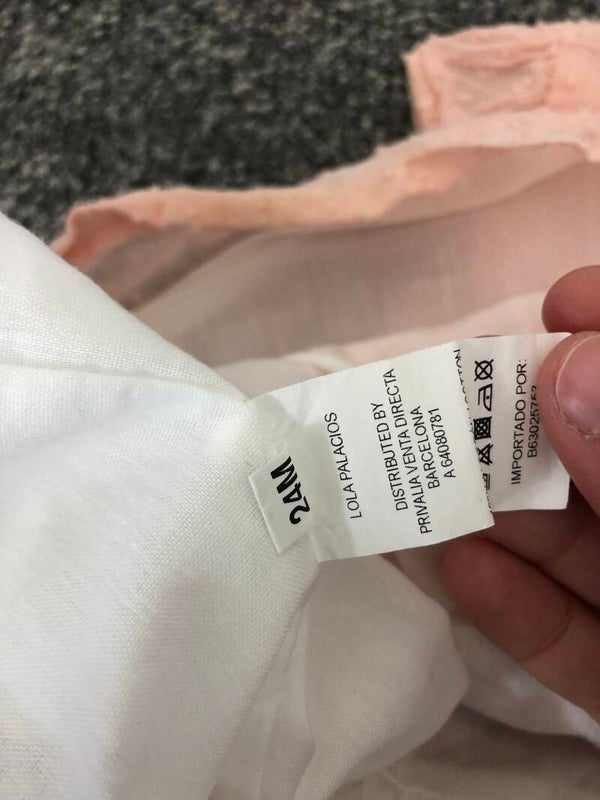 24M
LOLA PALACIOS
DISTRIBUTED BY
PRIVALIA VENTA DIRECTA
BARCELONA
A 64080781
IMPORTADO POR: